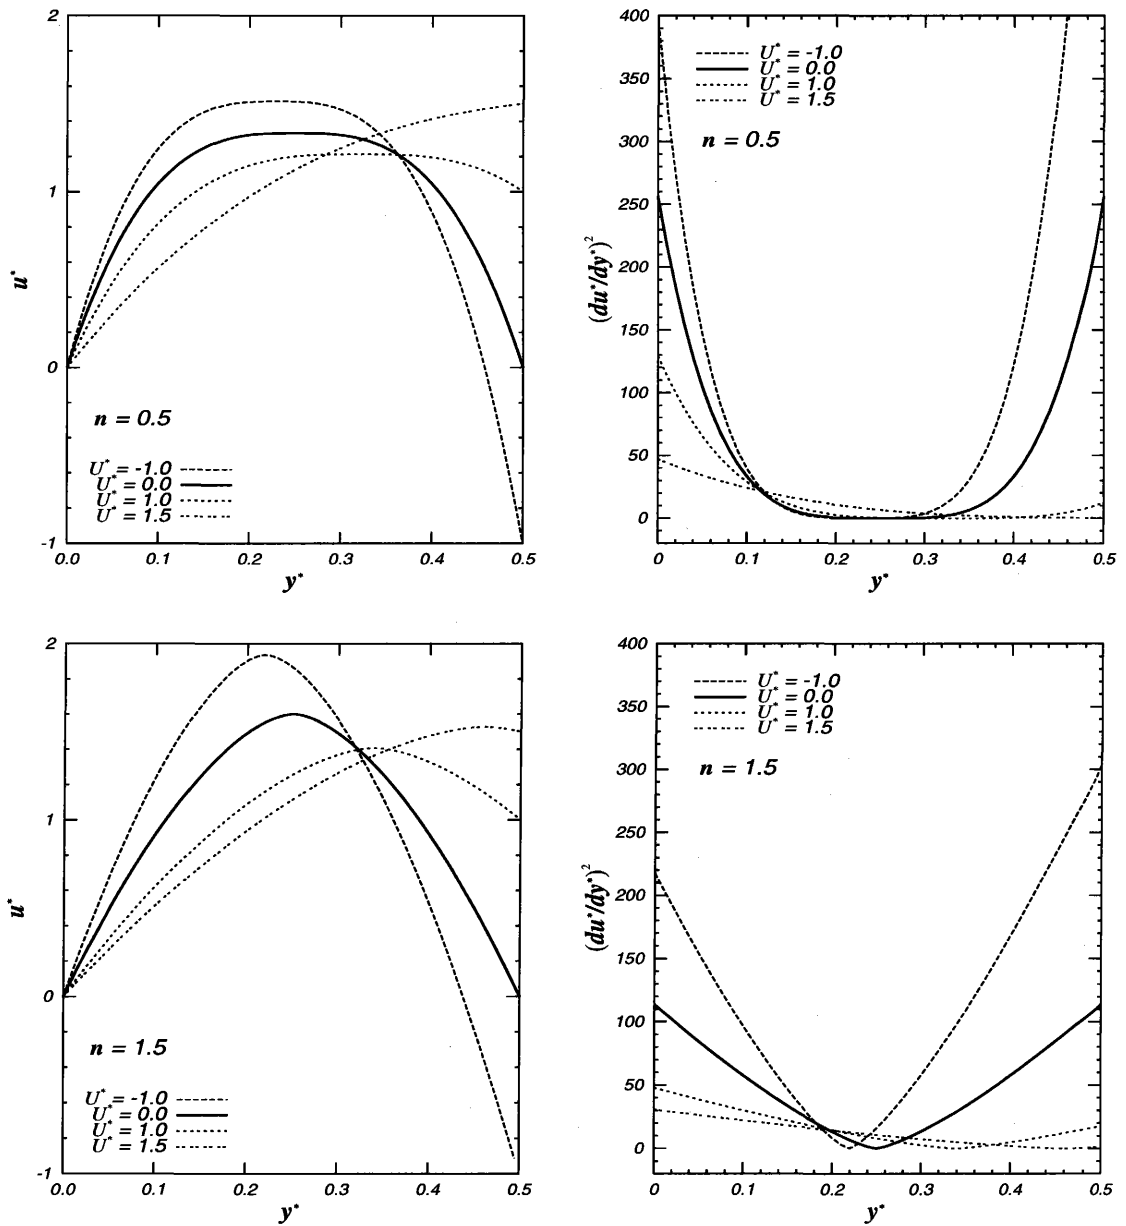 2
1
0
-1
u*
n = 0.5
U* = -1.0
U* = 0.0
U* = 1.0
U* = 1.5
0.0 0.1 0.2 0.3 0.4 0.5
y*
400
350
300
250
200
150
100
50
0
(du*/dy*)²
U* = -1.0
U* = 0.0
U* = 1.0
U* = 1.5
n = 0.5
0 0.1 0.2 0.3 0.4 0.5
y*
2
1
0
-1
u*
n = 1.5
U* = -1.0
U* = 0.0
U* = 1.0
U* = 1.5
0.0 0.1 0.2 0.3 0.4 0.5
y*
400
350
300
250
200
150
100
50
0
(du*/dy*)²
U* = -1.0
U* = 0.0
U* = 1.0
U* = 1.5
n = 1.5
0 0.1 0.2 0.3 0.4 0.5
y*